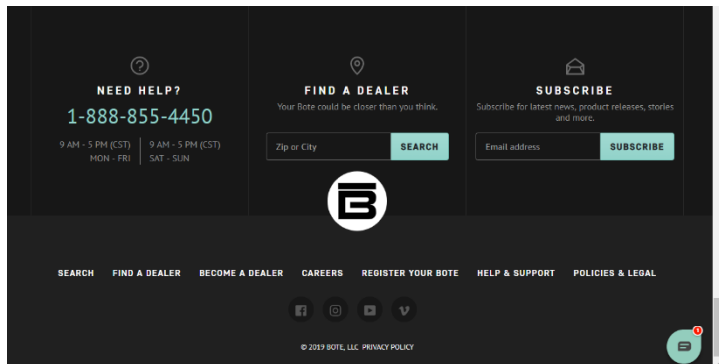 NEED HELP?
1-888-855-4450
9 AM - 5 PM (CST)
MON - FRI
9 AM - 5 PM (CST)
SAT - SUN
FIND A DEALER
Your Bote could be closer than you think.
Zip or City
SEARCH
SUBSCRIBE
Subscribe for latest news, product releases, stories
and more.
Email address
SUBSCRIBE
B
SEARCH FIND A DEALER BECOME A DEALER CAREERS REGISTER YOUR BOTE HELP & SUPPORT POLICIES & LEGAL
© 2019 BOTE, LLC PRIVACY POLICY
1